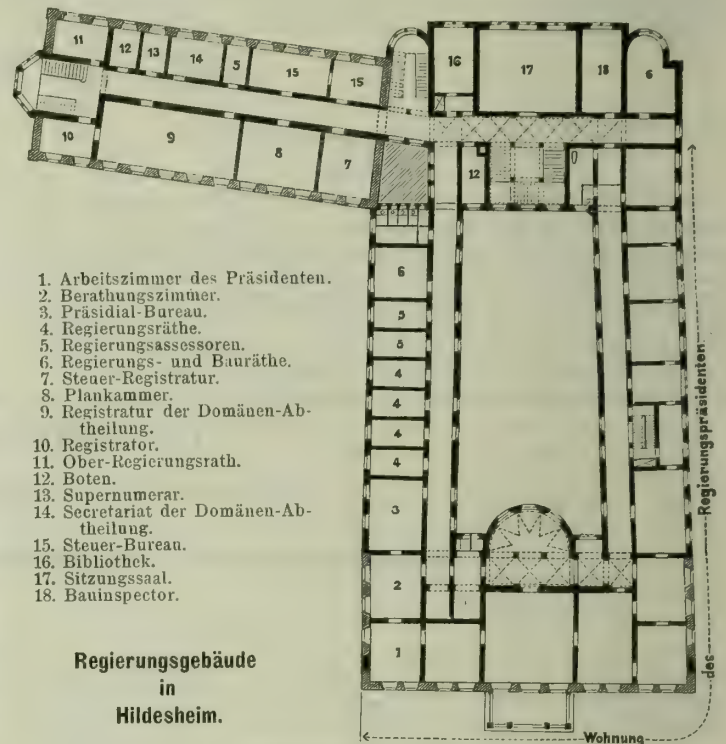 11 12 13 14 5 15 15
16 17 18 6
10 9 8 7
12
1. Arbeitszimmer des Präsidenten.
2. Berathungszimmer.
3. Präsidial-Bureau.
4. Regierungsräthe.
5. Regierungsassessoren.
6. Regierungs- und Bauräthe.
7. Steuer-Registratur.
8. Plankammer.
9. Registratur der Domänen-Ab-
theilung.
10. Registrator.
11. Ober-Regierungsrath.
12. Boten.
13. Supernumerar.
14. Secretariat der Domänen-Ab-
theilung.
15. Steuer-Bureau.
16. Bibliothek.
17. Sitzungssaal.
18. Bauinspector.
6
5
5
4
4
4
4
3
2
1
Regierungsgebäude
in
Hildesheim.
Wohnung des Regierungspräsidenten